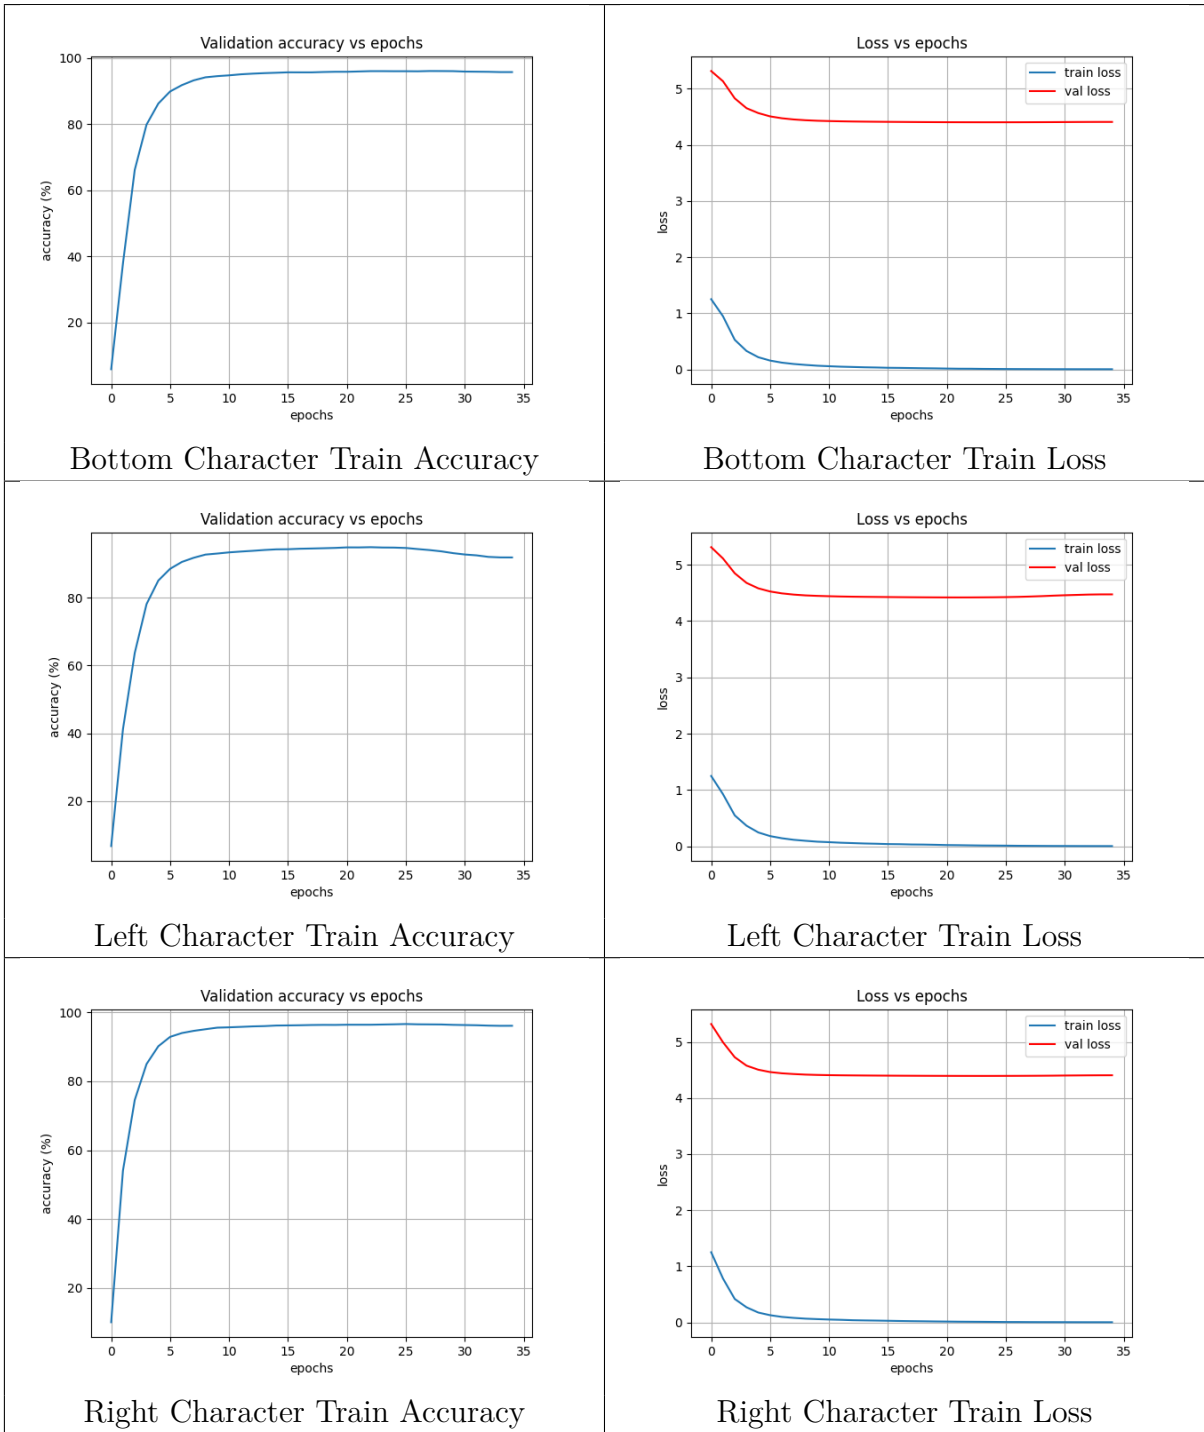 Validation accuracy vs epochs
100
80
60
40
20
accuracy (%)
0 5 10 15 20 25 30 35
epochs
Bottom Character Train Accuracy
Loss vs epochs
train loss
val loss
5
4
3
2
1
0
loss
0 5 10 15 20 25 30 35
epochs
Bottom Character Train Loss
Validation accuracy vs epochs
80
60
40
20
accuracy (%)
0 5 10 15 20 25 30 35
epochs
Left Character Train Accuracy
Loss vs epochs
train loss
val loss
5
4
3
2
1
0
loss
0 5 10 15 20 25 30 35
epochs
Left Character Train Loss
Validation accuracy vs epochs
100
80
60
40
20
accuracy (%)
0 5 10 15 20 25 30 35
epochs
Right Character Train Accuracy
Loss vs epochs
train loss
val loss
5
4
3
2
1
0
loss
0 5 10 15 20 25 30 35
epochs
Right Character Train Loss